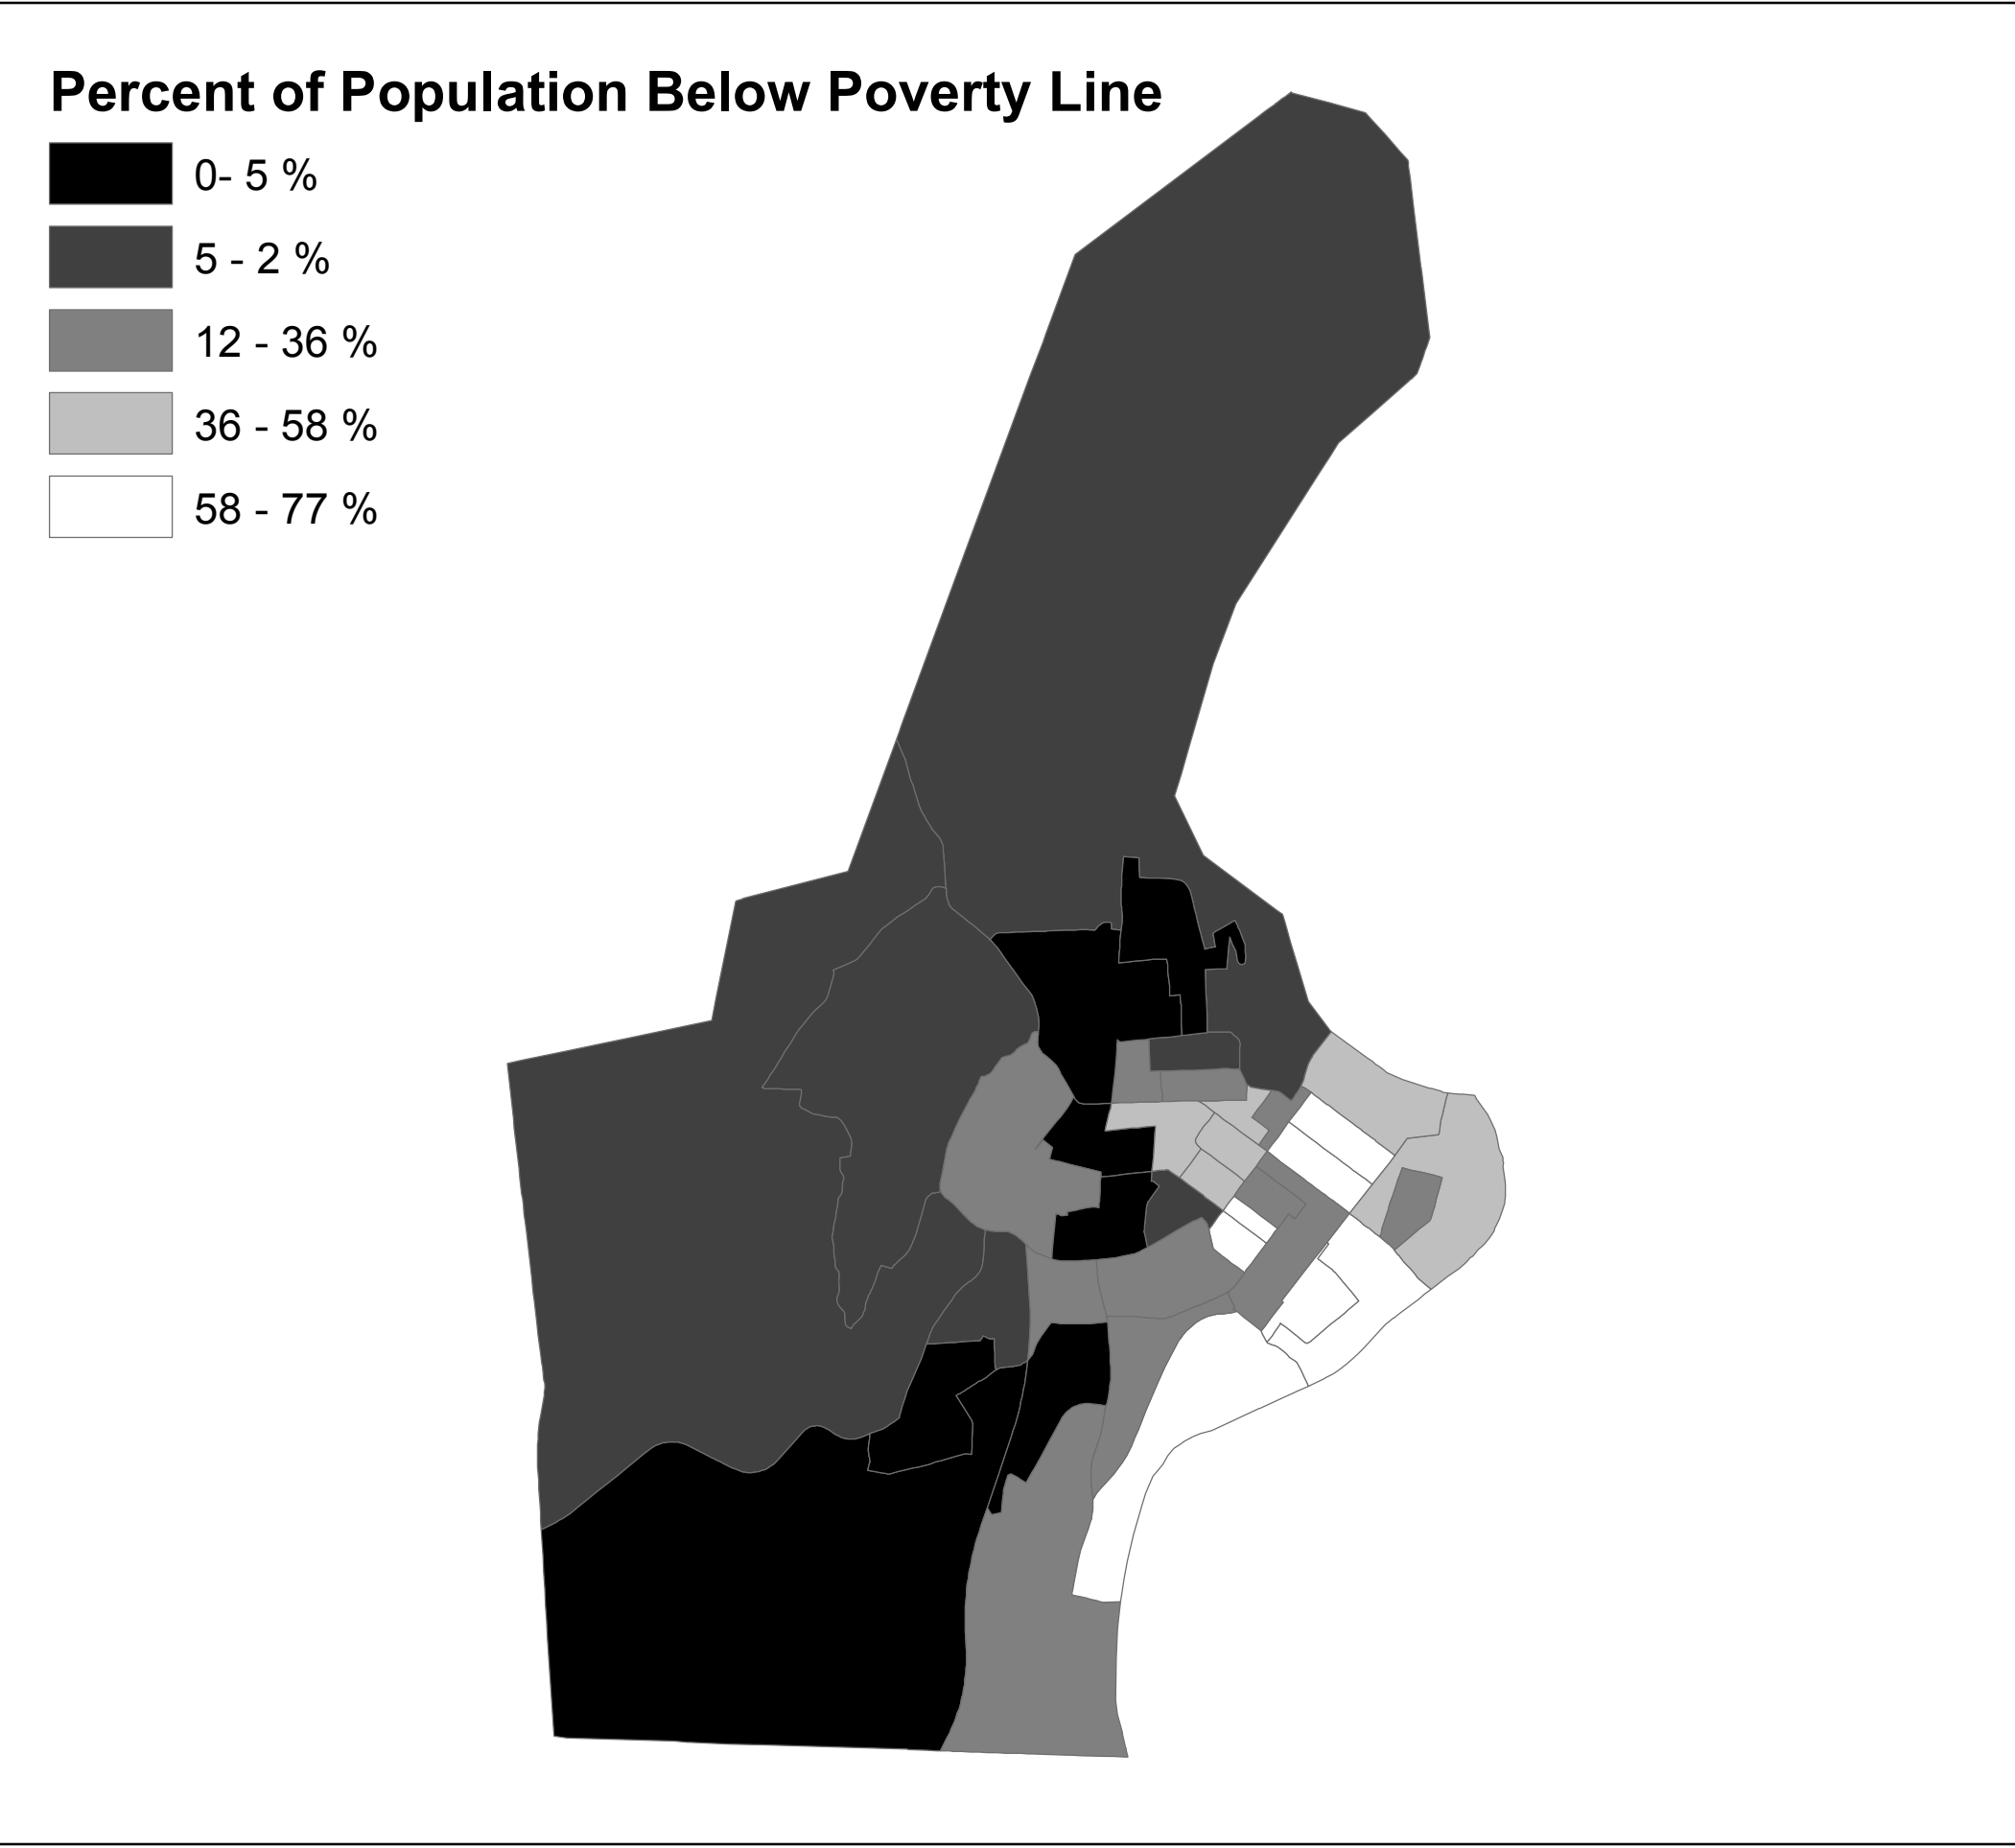 Percent of Population Below Poverty Line
0- 5 %
5 - 2 %
12 - 36 %
36 - 58 %
58 - 77 %